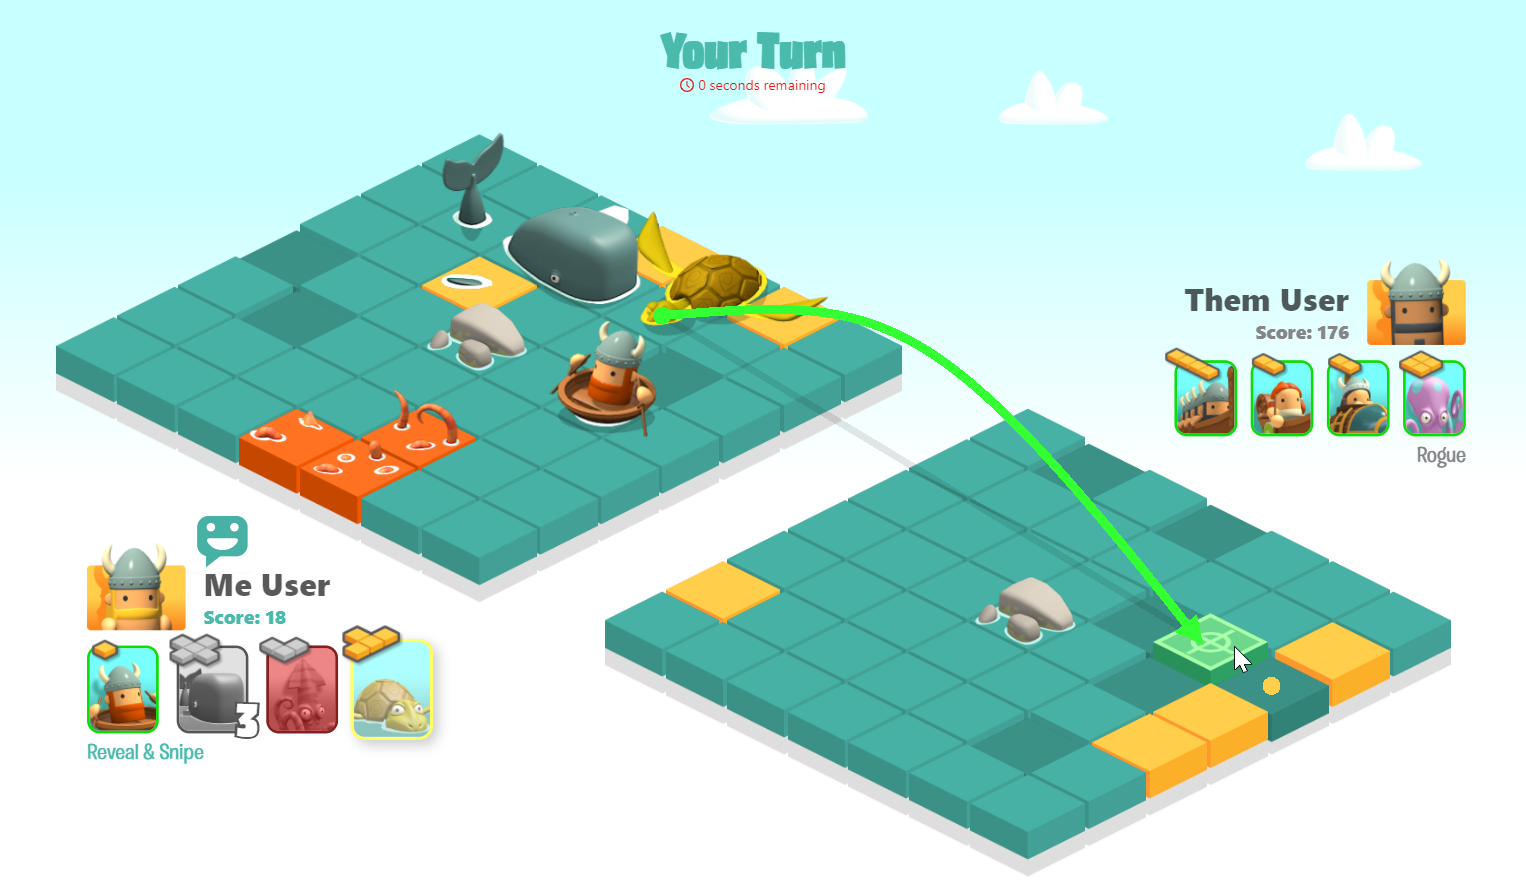 Your Turn
0 seconds remaining
Them User
Score: 176
Rogue
Me User
Score: 18
3
Reveal & Snipe